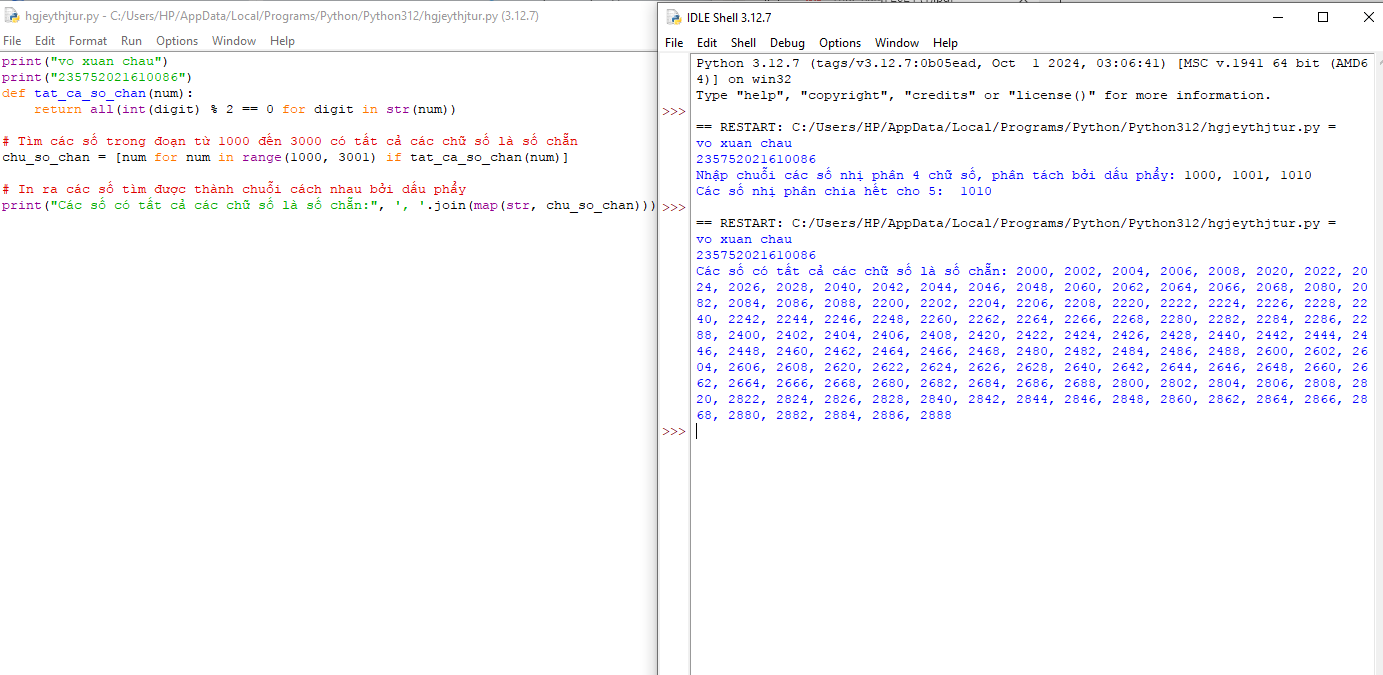 hgjeythjtur.py - C:/Users/HP/AppData/Local/Programs/Python/Python312/hgjeythjtur.py (3.12.7)
File Edit Format Run Options Window Help
print("vo xuan chau")
print("235752021610086")
def tat_ca_so_chan(num):
    return all(int(digit) % 2 == 0 for digit in str(num))
# Tìm các số trong đoạn từ 1000 đến 3000 có tất cả các chữ số là số chẵn
chu_so_chan = [num for num in range(1000, 3001) if tat_ca_so_chan(num)]
# In ra các số tìm được thành chuỗi cách nhau bởi dấu phẩy
print("Các số có tất cả các chữ số là số chẵn:", ', '.join(map(str, chu_so_chan)))
IDLE Shell 3.12.7
File Edit Shell Debug Options Window Help
Python 3.12.7 (tags/v3.12.7:0b05ead, Oct  1 2024, 03:06:41) [MSC v.1941 64 bit (AMD6
4)] on win32
Type "help", "copyright", "credits" or "license()" for more information.
>>>
== RESTART: C:/Users/HP/AppData/Local/Programs/Python/Python312/hgjeythjtur.py =
vo xuan chau
235752021610086
Nhập chuỗi các số nhị phân 4 chữ số, phân tách bởi dấu phẩy: 1000, 1001, 1010
Các số nhị phân chia hết cho 5:  1010
>>>
== RESTART: C:/Users/HP/AppData/Local/Programs/Python/Python312/hgjeythjtur.py =
vo xuan chau
235752021610086
Các số có tất cả các chữ số là số chẵn: 2000, 2002, 2004, 2006, 2008, 2020, 2022, 20
24, 2026, 2028, 2040, 2042, 2044, 2046, 2048, 2060, 2062, 2064, 2066, 2068, 2080, 20
82, 2084, 2086, 2088, 2200, 2202, 2204, 2206, 2208, 2220, 2222, 2224, 2226, 2228, 22
40, 2242, 2244, 2246, 2248, 2260, 2262, 2264, 2266, 2268, 2280, 2282, 2284, 2286, 22
88, 2400, 2402, 2404, 2406, 2408, 2420, 2422, 2424, 2426, 2428, 2440, 2442, 2444, 24
46, 2448, 2460, 2462, 2464, 2466, 2468, 2480, 2482, 2484, 2486, 2488, 2600, 2602, 26
04, 2606, 2608, 2620, 2622, 2624, 2626, 2628, 2640, 2642, 2644, 2646, 2648, 2660, 26
62, 2664, 2666, 2668, 2680, 2682, 2684, 2686, 2688, 2800, 2802, 2804, 2806, 2808, 28
20, 2822, 2824, 2826, 2828, 2840, 2842, 2844, 2846, 2848, 2860, 2862, 2864, 2866, 28
68, 2880, 2882, 2884, 2886, 2888
>>>